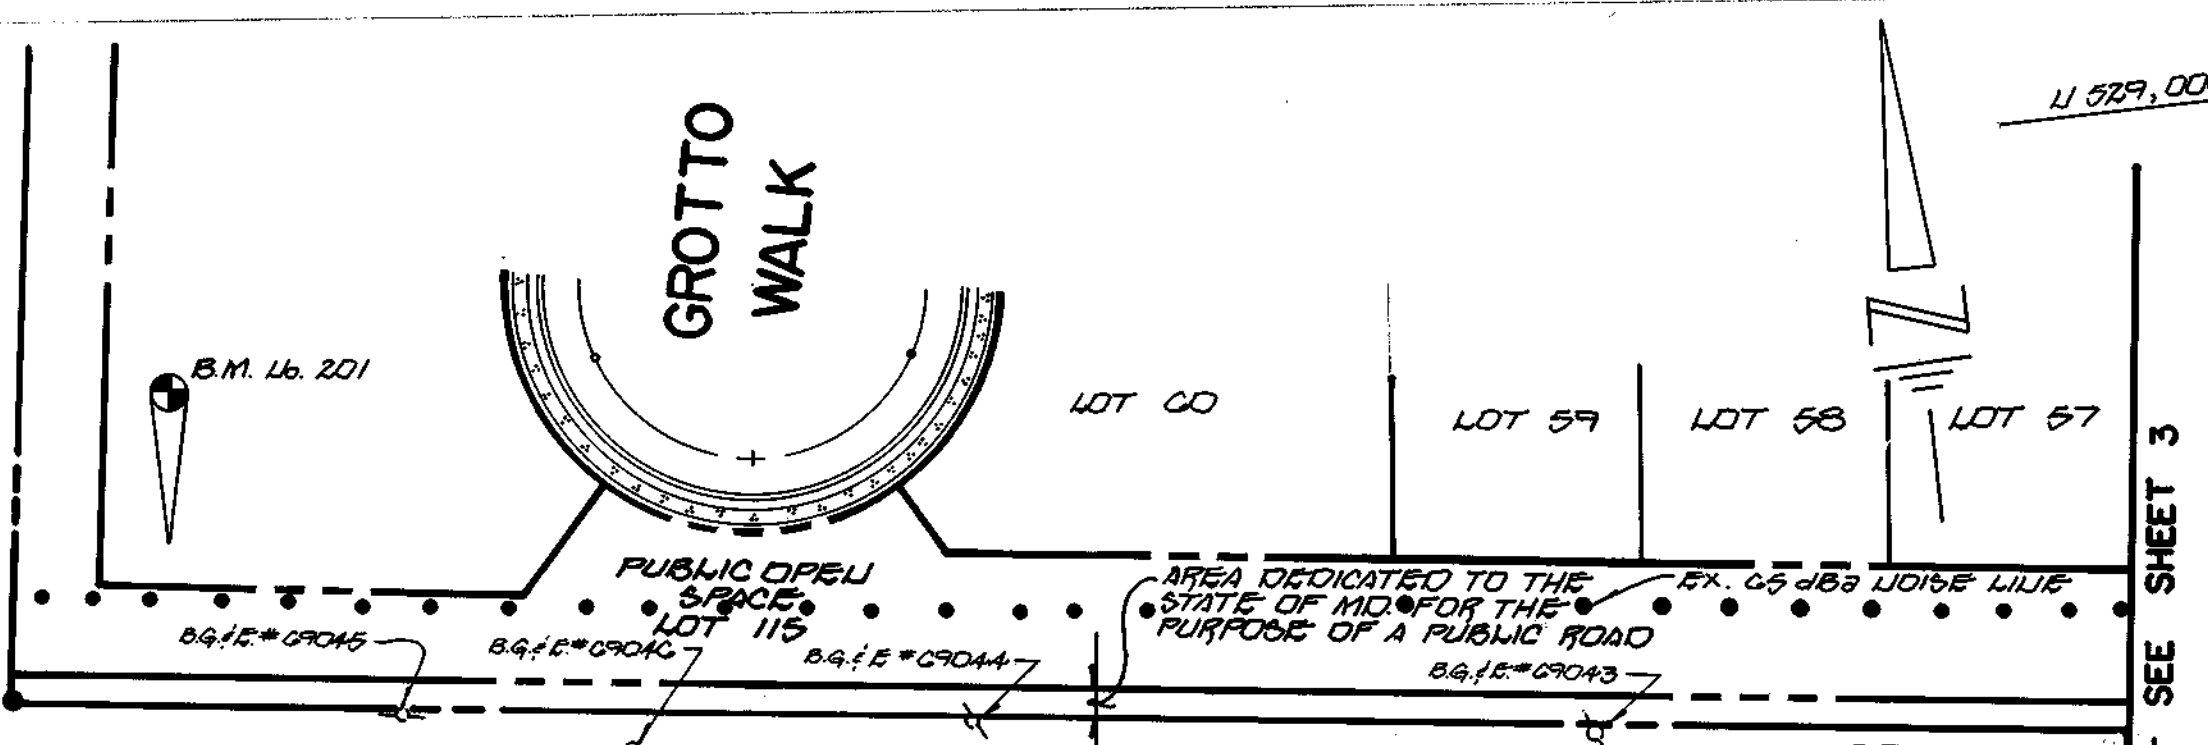 N 529,00
GROTTO
WALK
B.M. No. 201
LOT 60
LOT 59
LOT 58
LOT 57
N
SEE SHEET 3
PUBLIC OPEN
SPACE
LOT 115
AREA DEDICATED TO THE
STATE OF MD. FOR THE
PURPOSE OF A PUBLIC ROAD
EX. 65 dBa NOISE LINE
B.G.&E.#69045
B.G.&E.#69046
B.G.&E #69044
B.G.&E.#69043